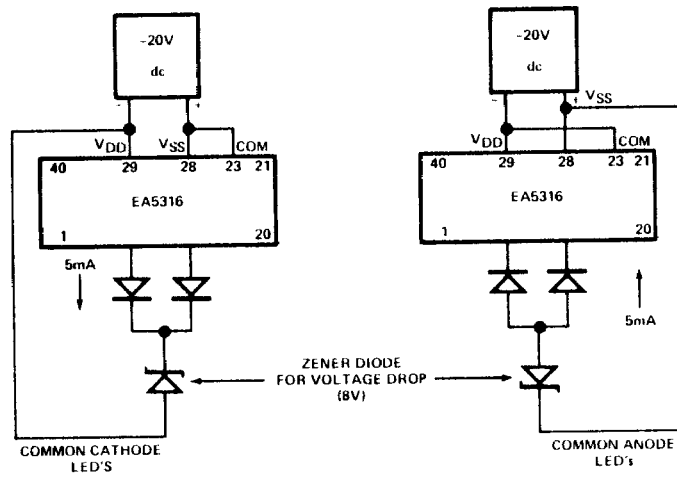 -20V
dc
-
+
VDD
VSS
COM
40
29
28
23
21
EA5316
1
20
5mA
COMMON CATHODE
LED'S
ZENER DIODE
FOR VOLTAGE DROP
(8V)
-20V
dc
-
+
VSS
VDD
COM
40
29
28
23
21
EA5316
1
20
5mA
COMMON ANODE
LED's